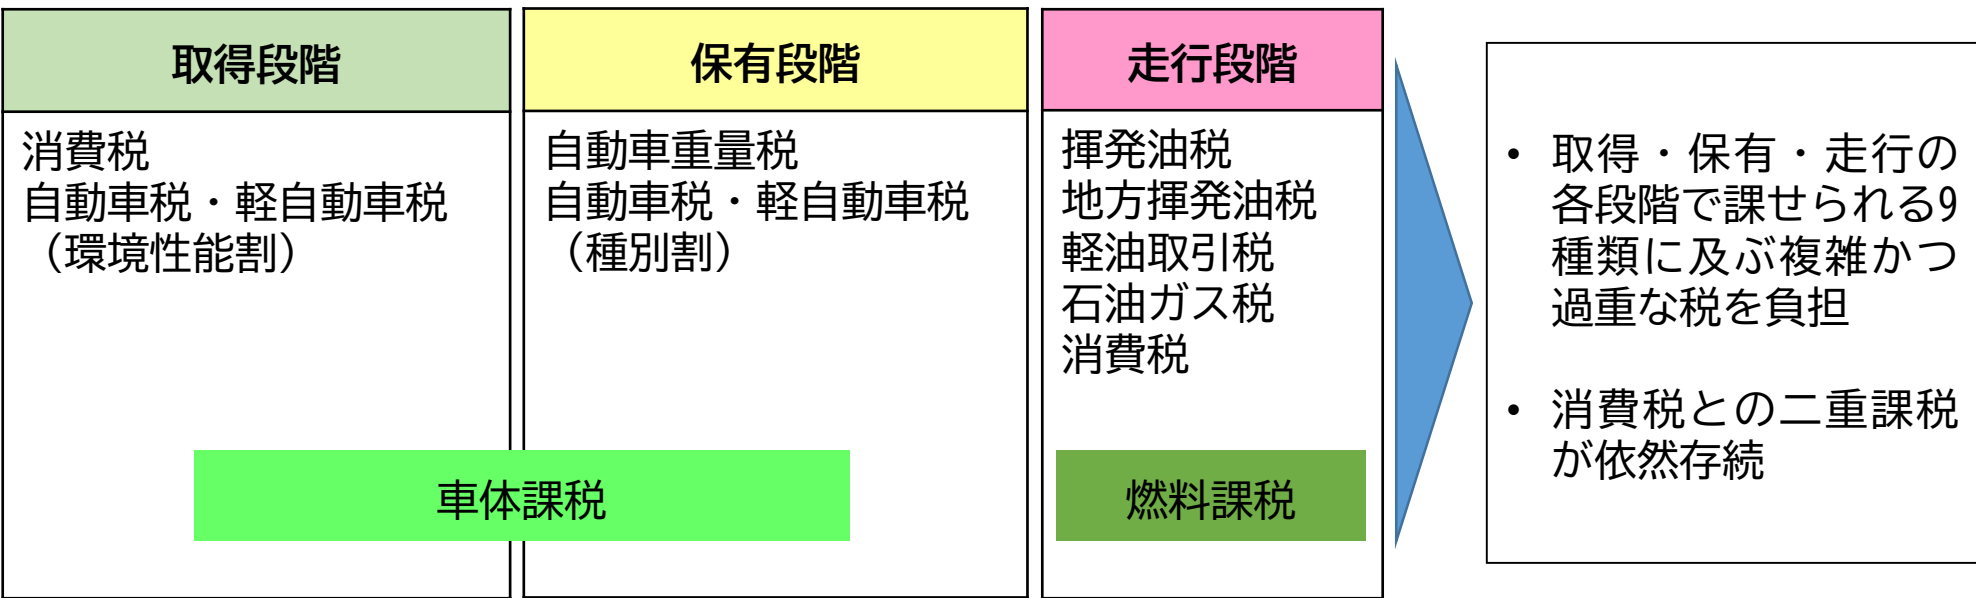 取得段階
消費税
自動車税・軽自動車税
（環境性能割）
保有段階
自動車重量税
自動車税・軽自動車税
（種別割）
車体課税
走行段階
揮発油税
地方揮発油税
軽油取引税
石油ガス税
消費税
燃料課税
• 取得・保有・走行の
各段階で課せられる9
種類に及ぶ複雑かつ
過重な税を負担
• 消費税との二重課税
が依然存続